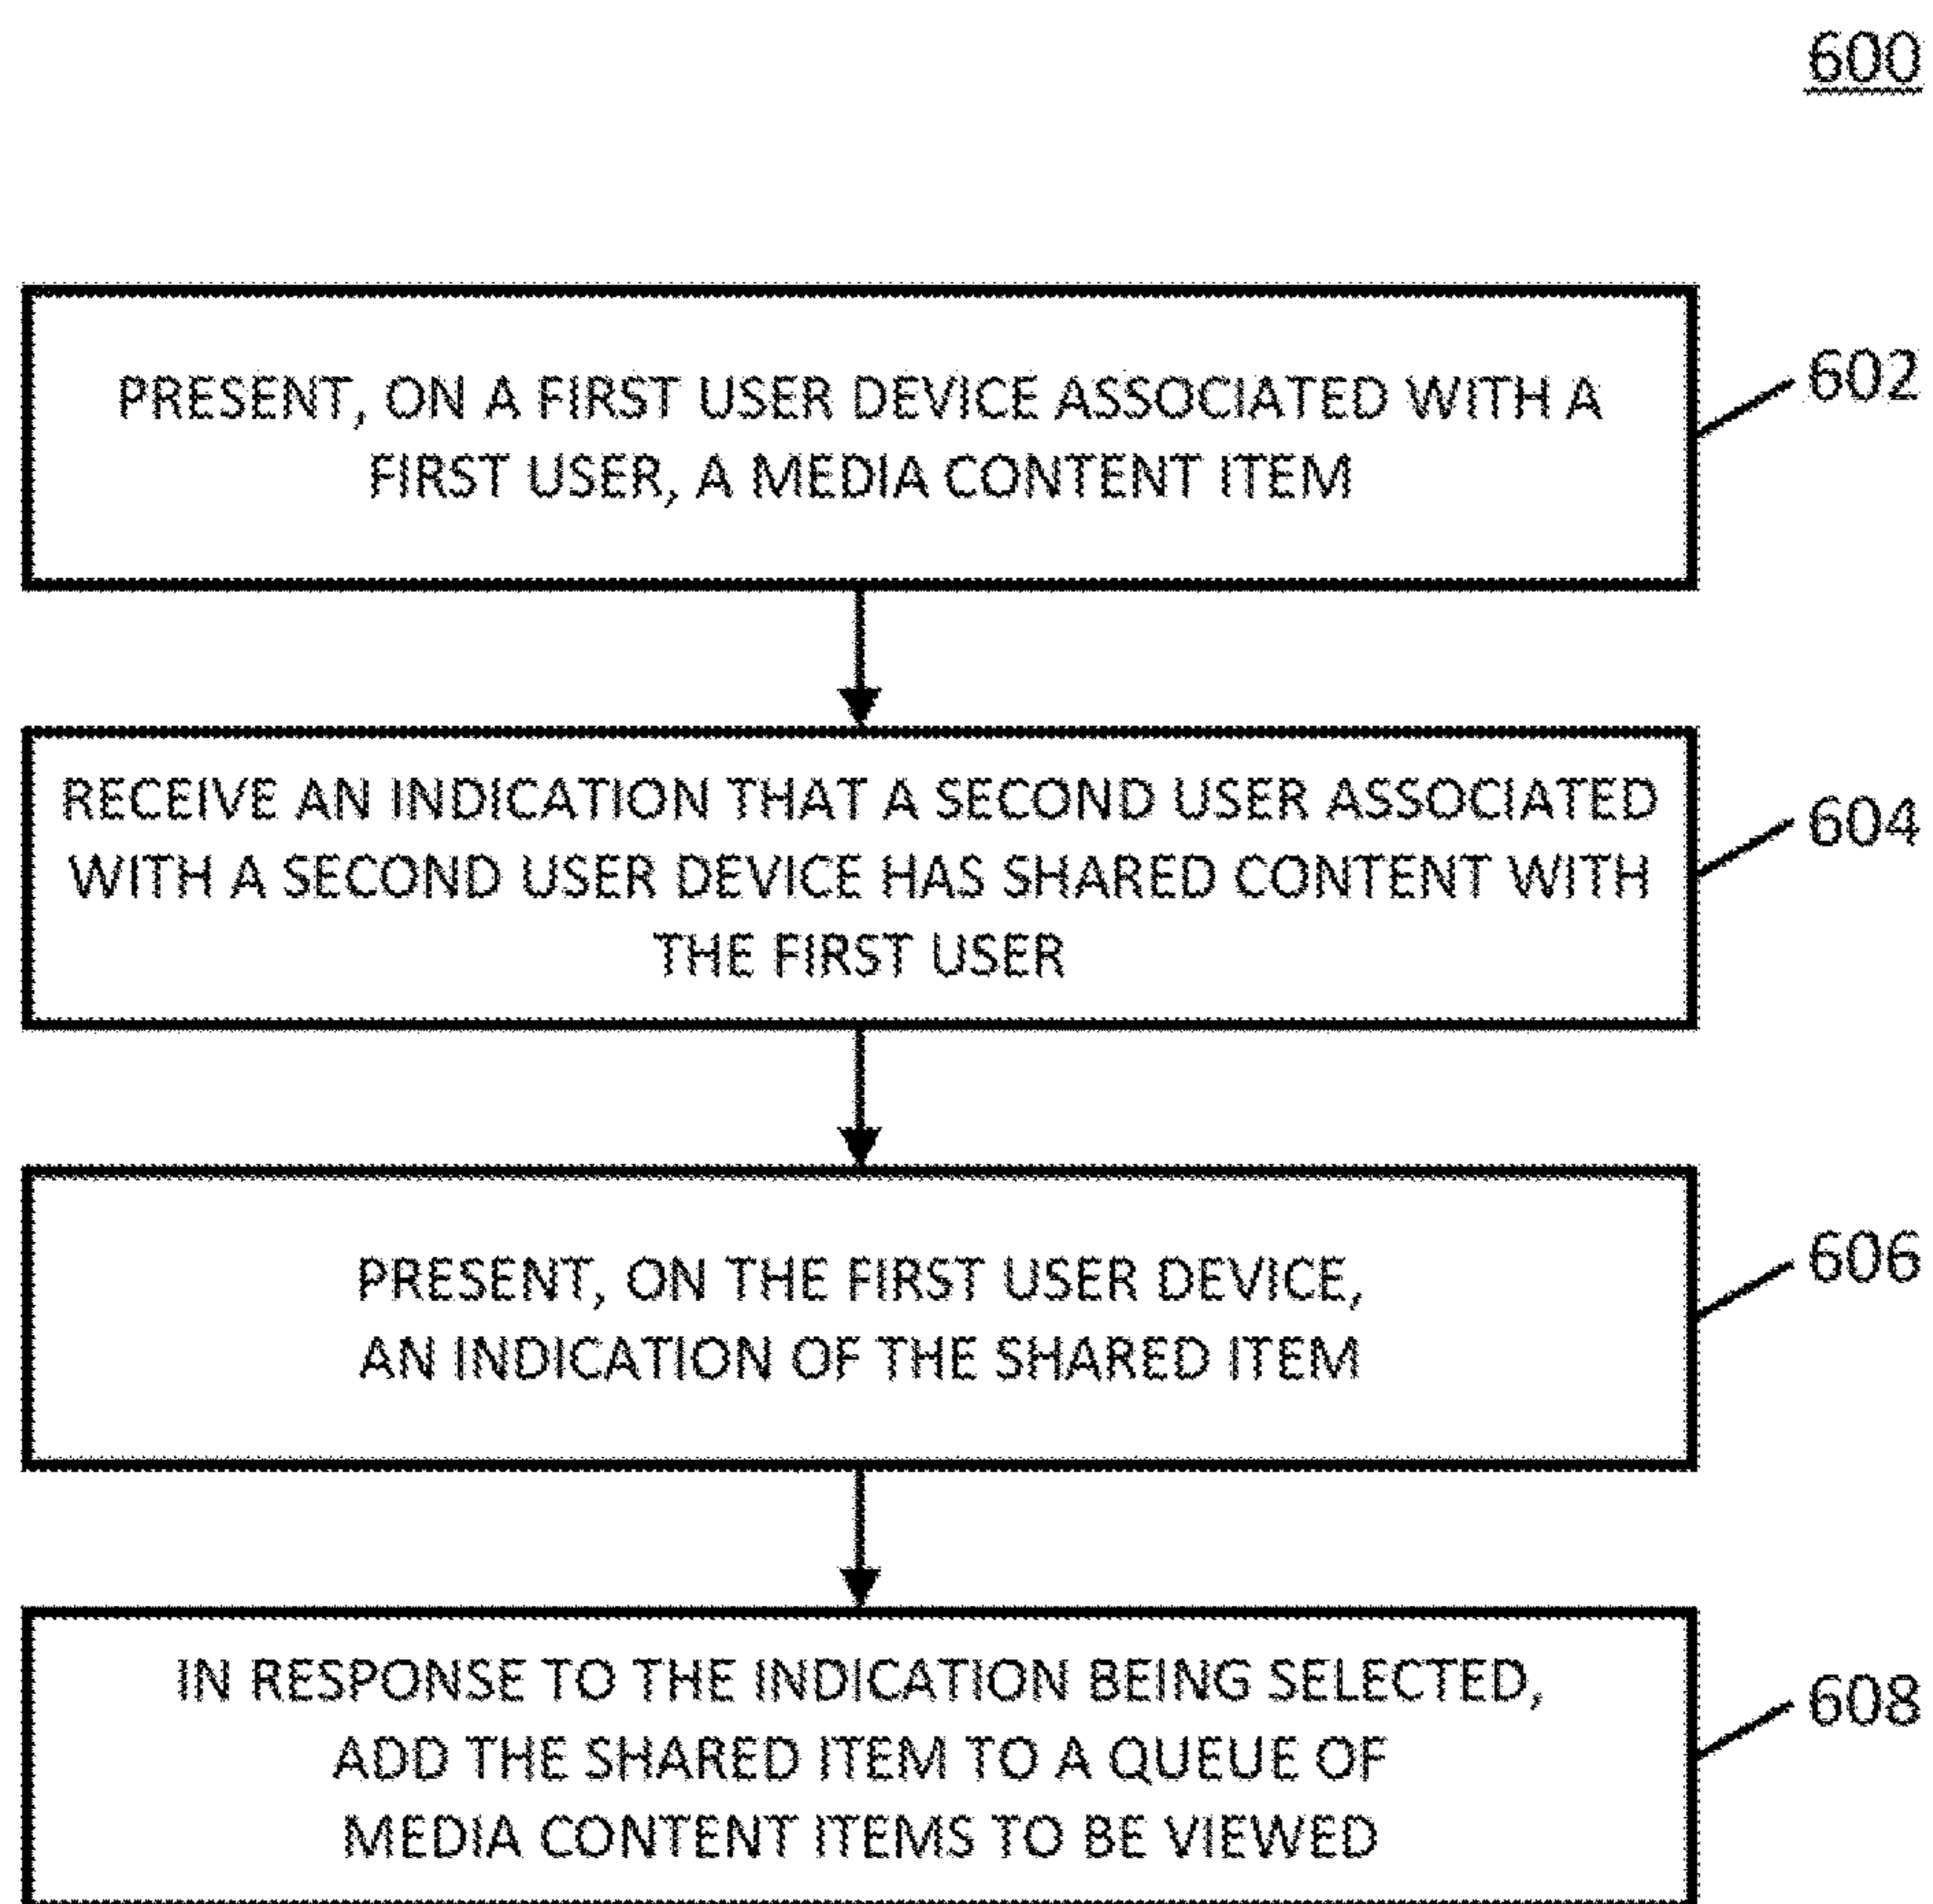 600
PRESENT, ON A FIRST USER DEVICE ASSOCIATED WITH A
FIRST USER, A MEDIA CONTENT ITEM
602
RECEIVE AN INDICATION THAT A SECOND USER ASSOCIATED
WITH A SECOND USER DEVICE HAS SHARED CONTENT WITH
THE FIRST USER
604
PRESENT, ON THE FIRST USER DEVICE,
AN INDICATION OF THE SHARED ITEM
606
IN RESPONSE TO THE INDICATION BEING SELECTED,
ADD THE SHARED ITEM TO A QUEUE OF
MEDIA CONTENT ITEMS TO BE VIEWED
608